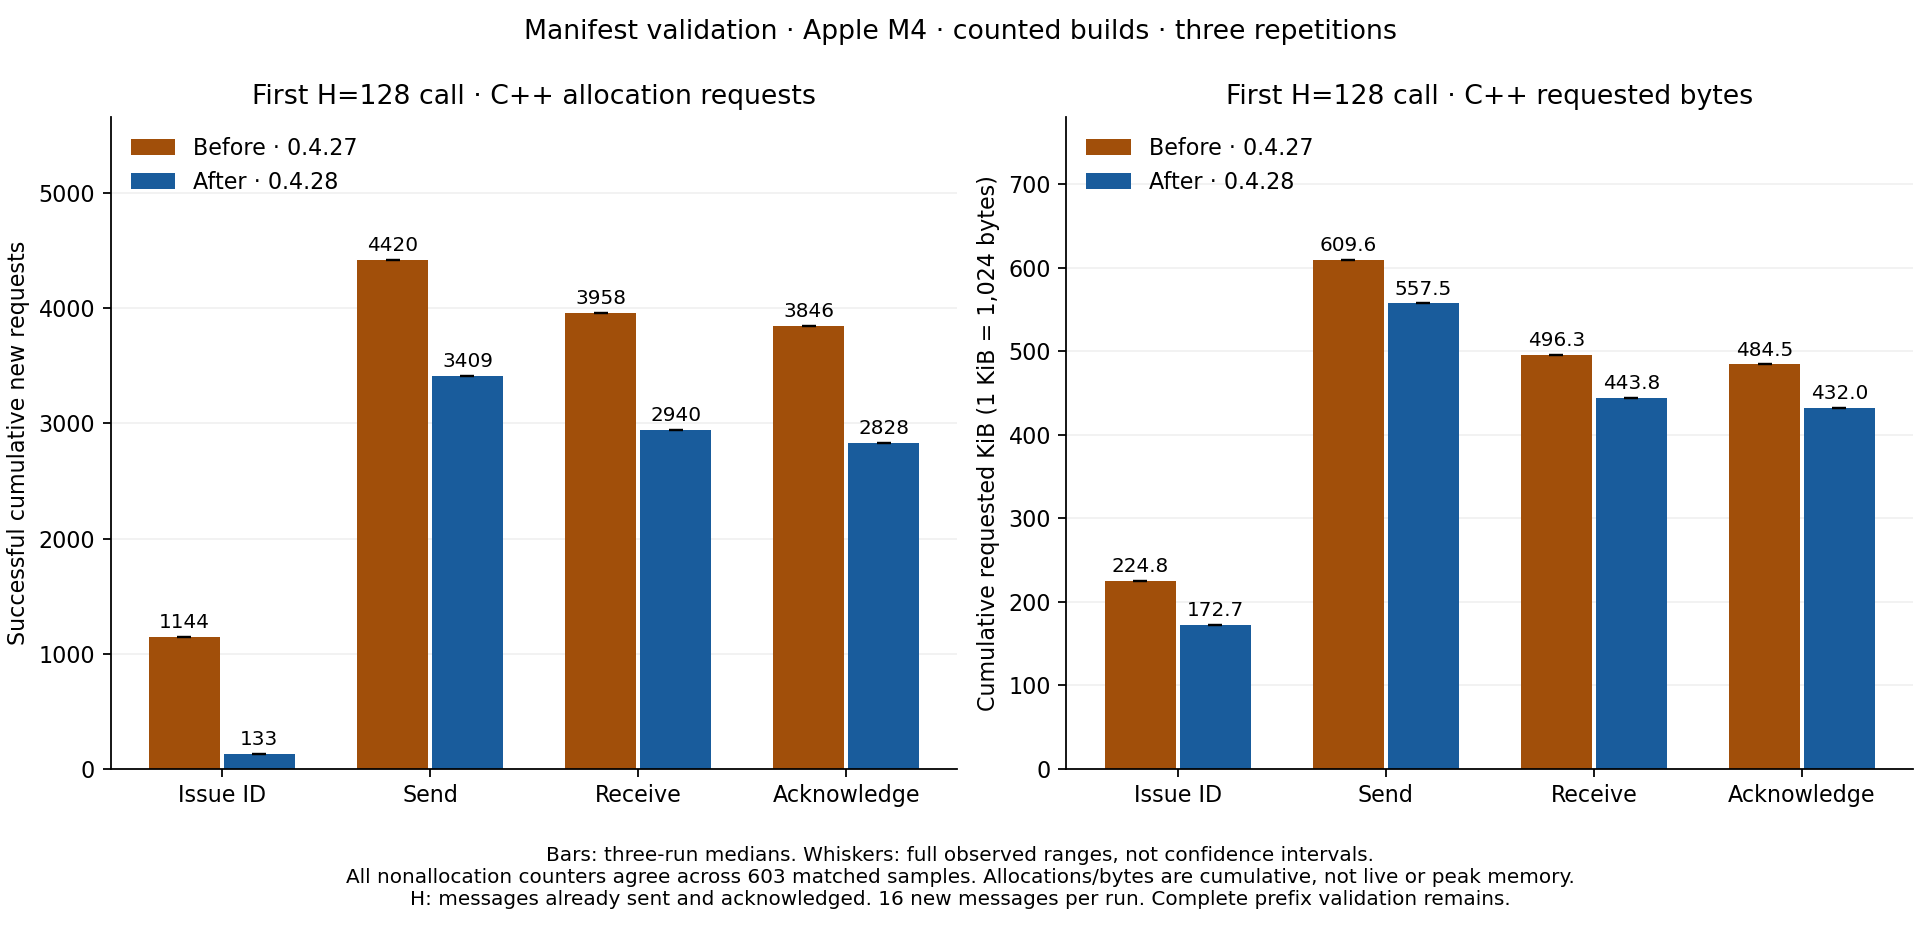 Manifest validation · Apple M4 · counted builds · three repetitions
First H=128 call · C++ allocation requests
Successful cumulative new requests
Before · 0.4.27
After · 0.4.28
5000
4000
3000
2000
1000
0
1144
133
4420
3409
3958
2940
3846
2828
Issue ID
Send
Receive
Acknowledge
First H=128 call · C++ requested bytes
Cumulative requested KiB (1 KiB = 1,024 bytes)
Before · 0.4.27
After · 0.4.28
700
600
500
400
300
200
100
0
224.8
172.7
609.6
557.5
496.3
443.8
484.5
432.0
Issue ID
Send
Receive
Acknowledge
Bars: three-run medians. Whiskers: full observed ranges, not confidence intervals.
All nonallocation counters agree across 603 matched samples. Allocations/bytes are cumulative, not live or peak memory.
H: messages already sent and acknowledged. 16 new messages per run. Complete prefix validation remains.